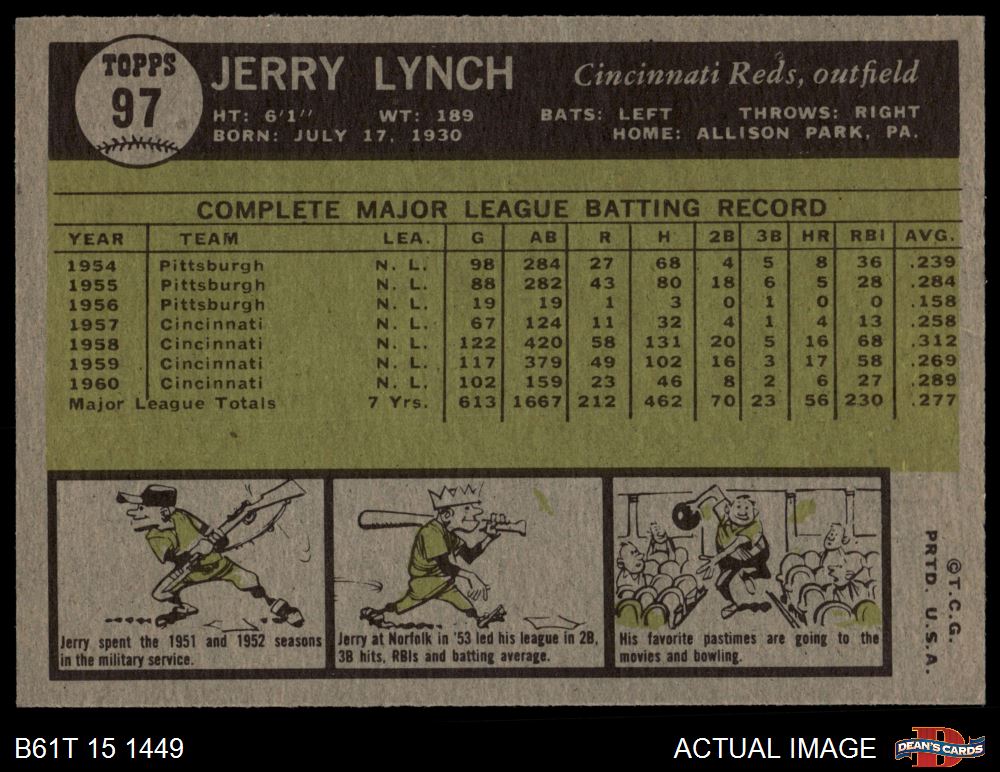 TOPPS
97
JERRY LYNCH
Cincinnati Reds, outfield
HT: 6'1" WT: 189 BATS: LEFT THROWS: RIGHT
BORN: JULY 17, 1930 HOME: ALLISON PARK, PA.
COMPLETE MAJOR LEAGUE BATTING RECORD
YEAR TEAM LEA. G AB R H 2B 3B HR RBI AVG.
1954 Pittsburgh N. L. 98 284 27 68 4 5 8 36 .239
1955 Pittsburgh N. L. 88 282 43 80 18 6 5 28 .284
1956 Pittsburgh N. L. 19 19 1 3 0 1 0 0 .158
1957 Cincinnati N. L. 67 124 11 32 4 1 4 13 .258
1958 Cincinnati N. L. 122 420 58 131 20 5 16 68 .312
1959 Cincinnati N. L. 117 379 49 102 16 3 17 58 .269
1960 Cincinnati N. L. 102 159 23 46 8 2 6 27 .289
Major League Totals 7 Yrs. 613 1667 212 462 70 23 56 230 .277
Jerry spent the 1951 and 1952 seasons
in the military service.
Jerry at Norfolk in '53 led his league in 2B,
3B hits, RBIs and batting average.
His favorite pastimes are going to the
movies and bowling.
©T.C.G.
PRTD. U.S.A.
B61T 15 1449
ACTUAL IMAGE
D
DEAN'S CARDS